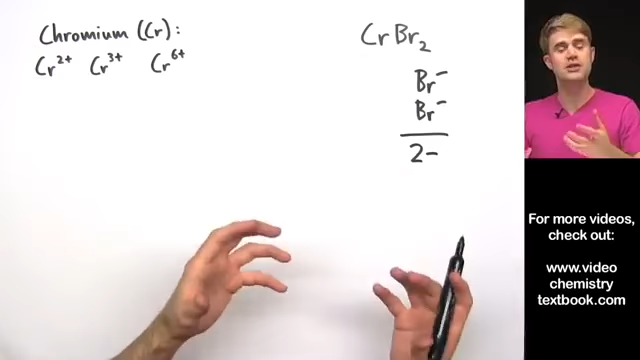 Chromium (Cr):
Cr²⁺ Cr³⁺ Cr⁶⁺
CrBr₂
Br⁻
Br⁻
2−
For more videos,
check out:
www.video
chemistry
textbook.com